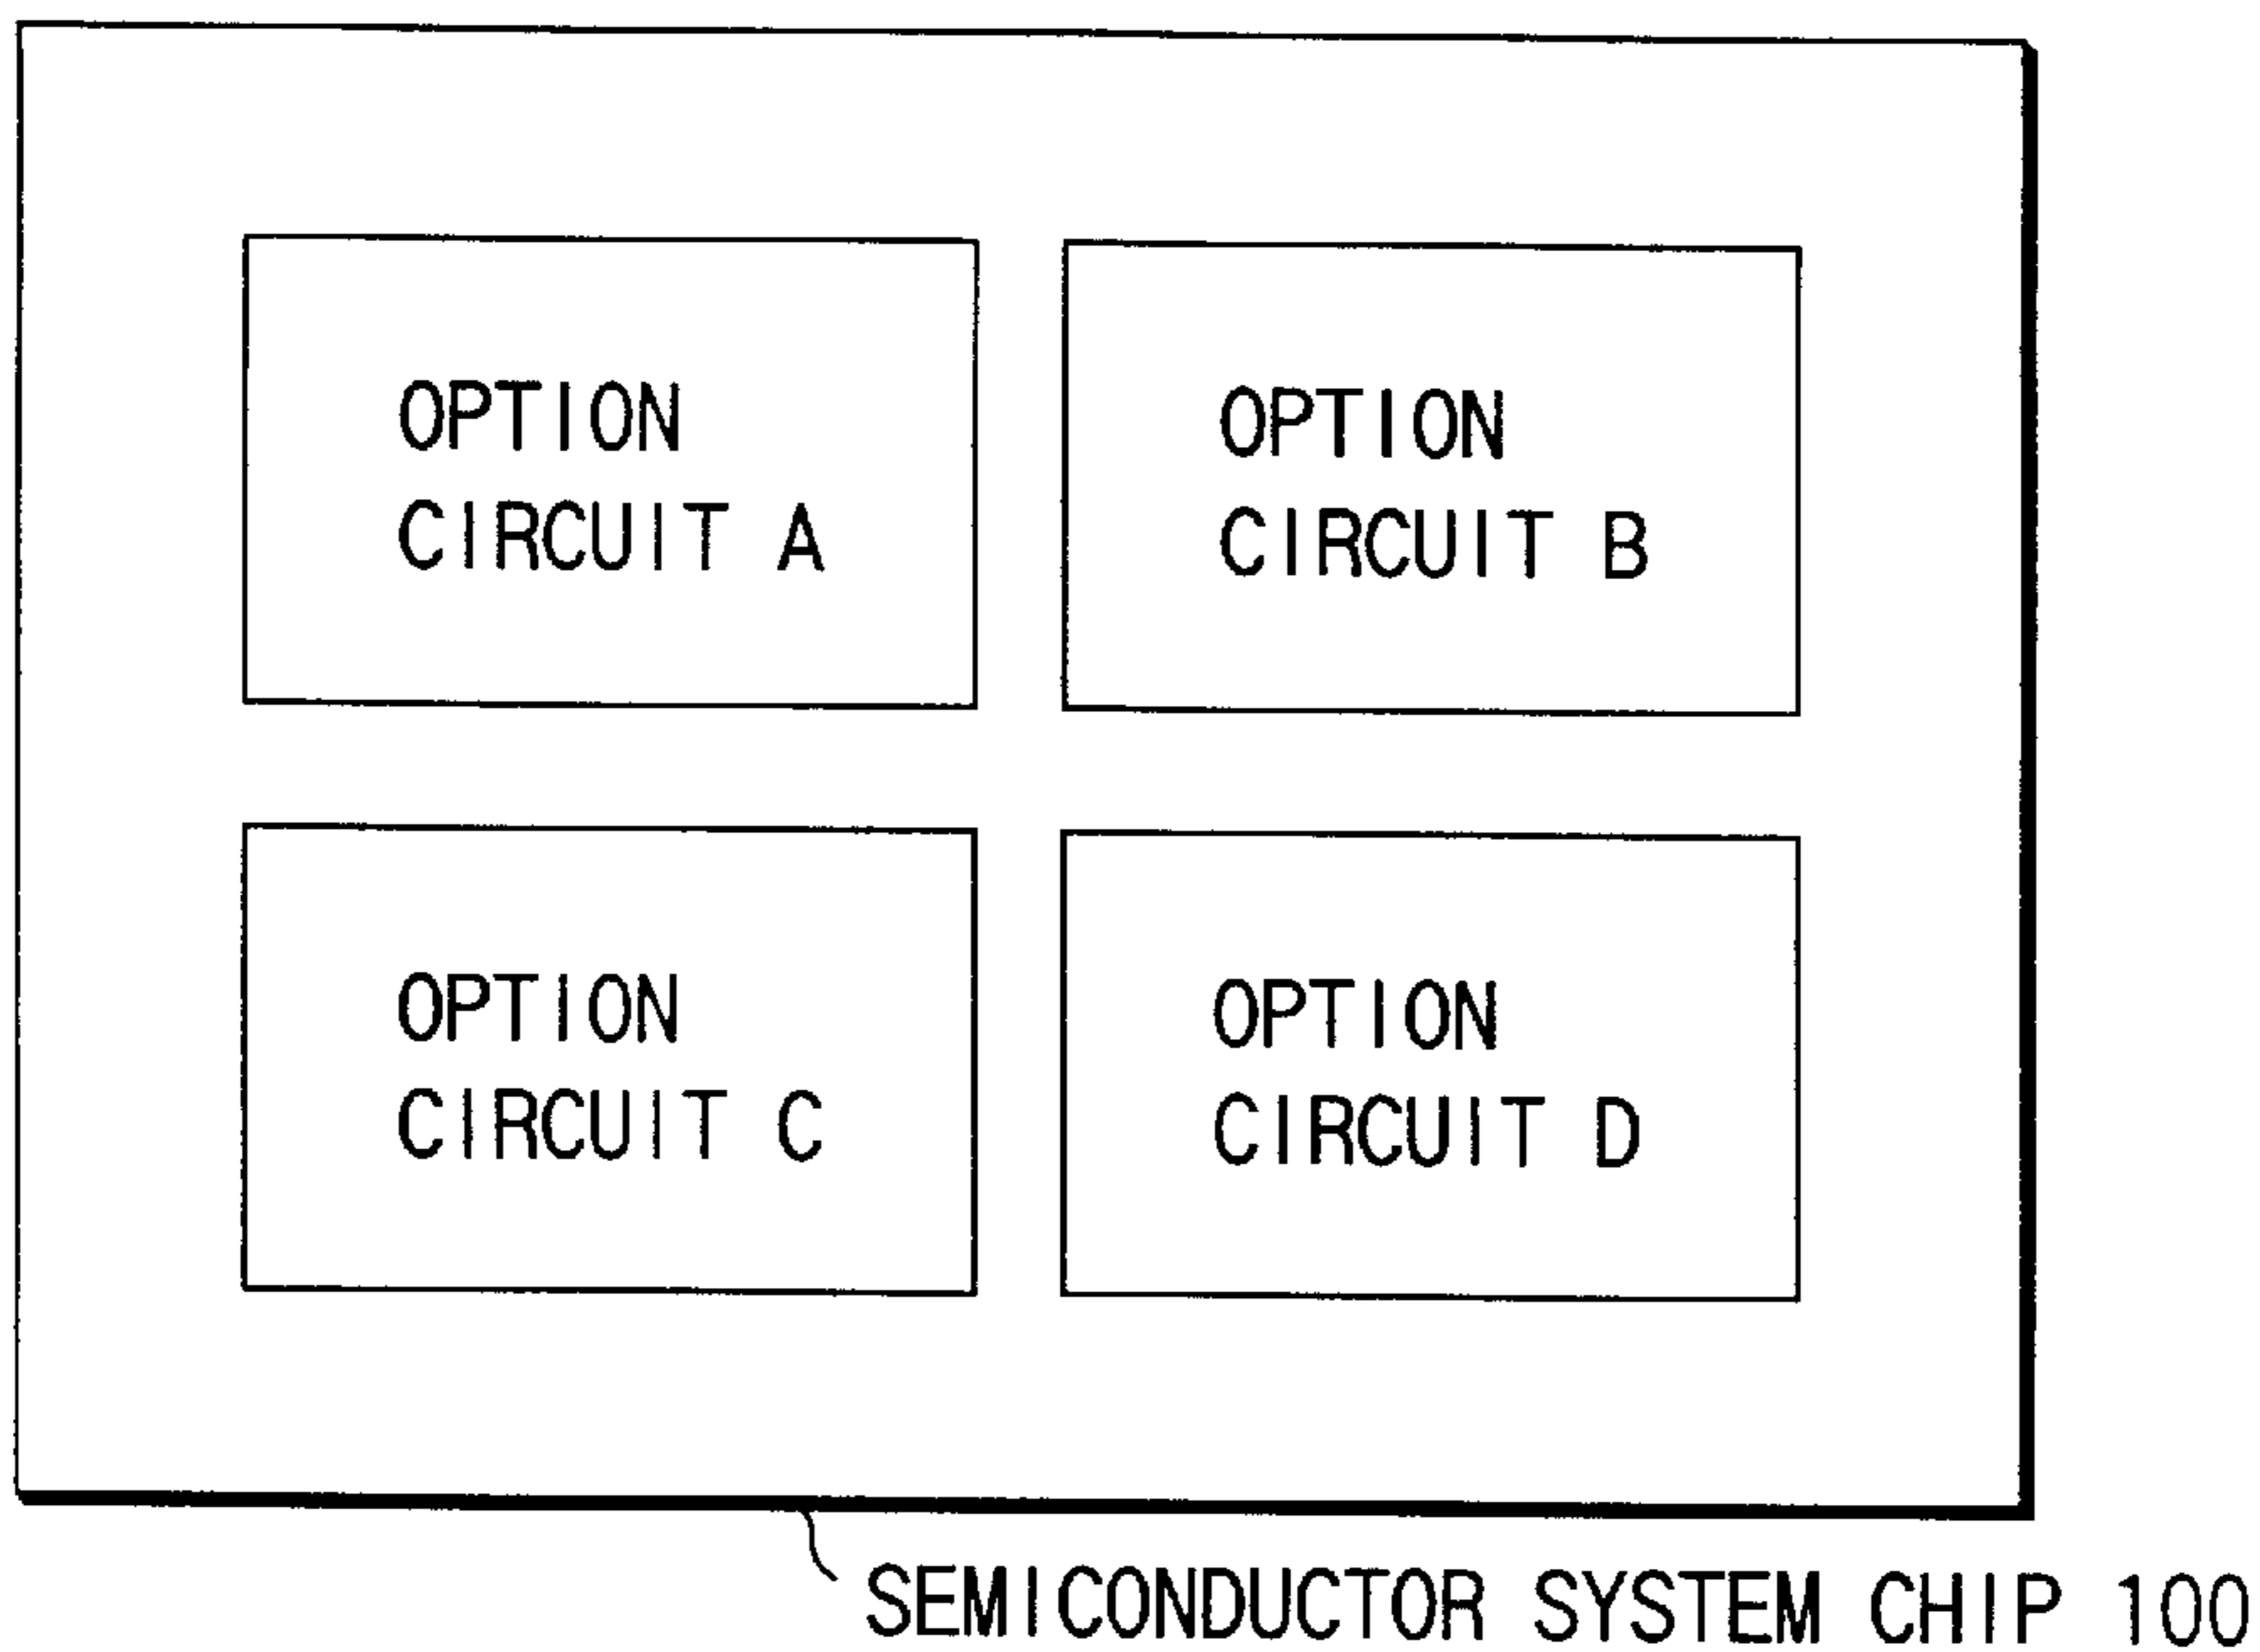 OPTION
CIRCUIT A
OPTION
CIRCUIT B
OPTION
CIRCUIT C
OPTION
CIRCUIT D
SEMICONDUCTOR SYSTEM CHIP 100